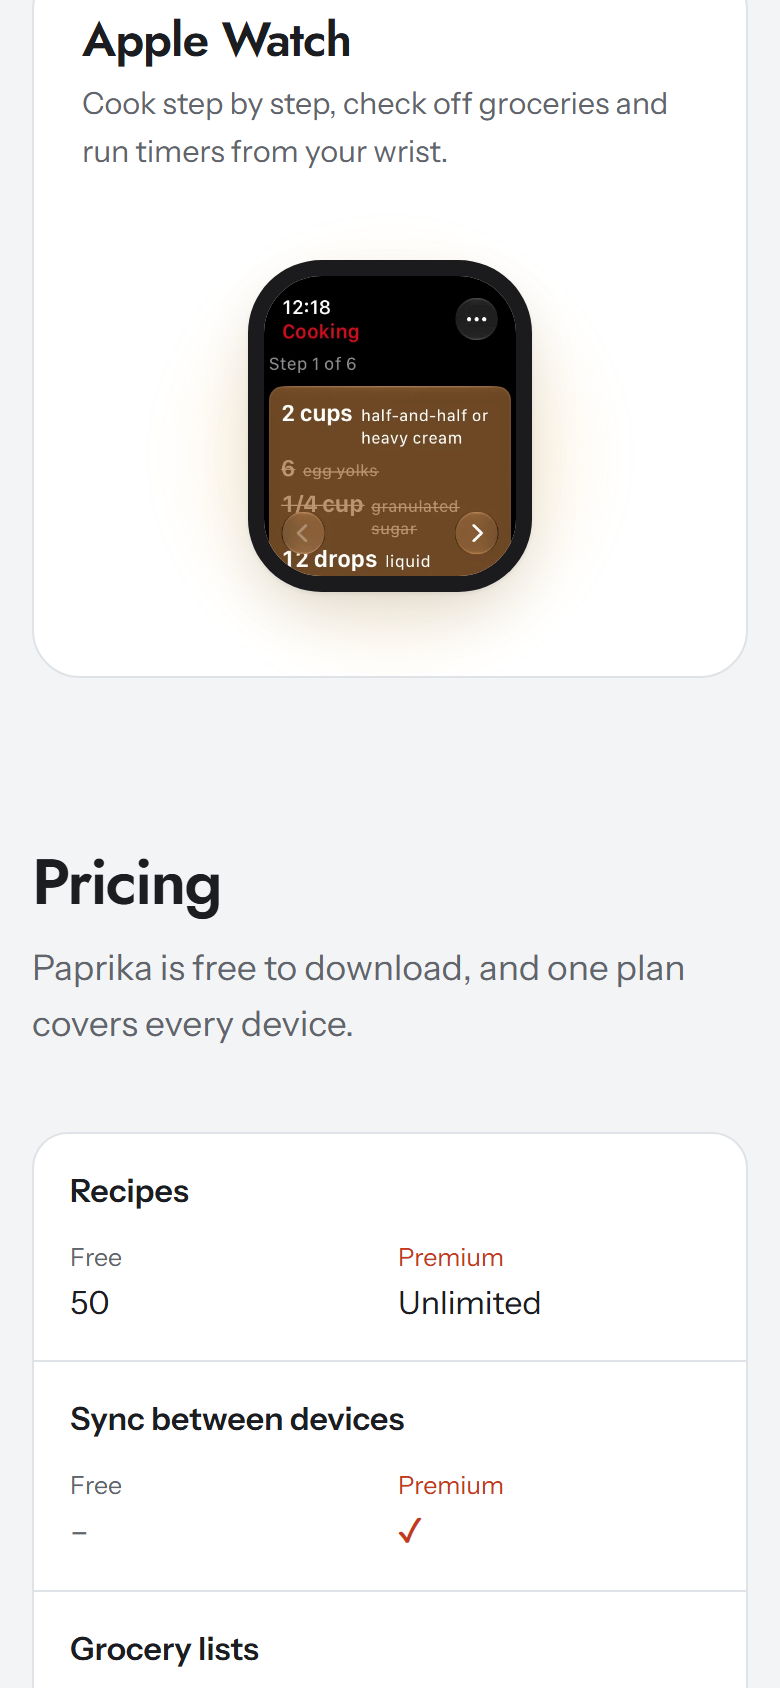 Apple Watch
Cook step by step, check off groceries and
run timers from your wrist.
12:18
Cooking
Step 1 of 6
2 cups half-and-half or
heavy cream
6 egg yolks
1/4 cup granulated
sugar
12 drops liquid
Pricing
Paprika is free to download, and one plan
covers every device.
Recipes
Free Premium
50 Unlimited
Sync between devices
Free Premium
– ✓
Grocery lists